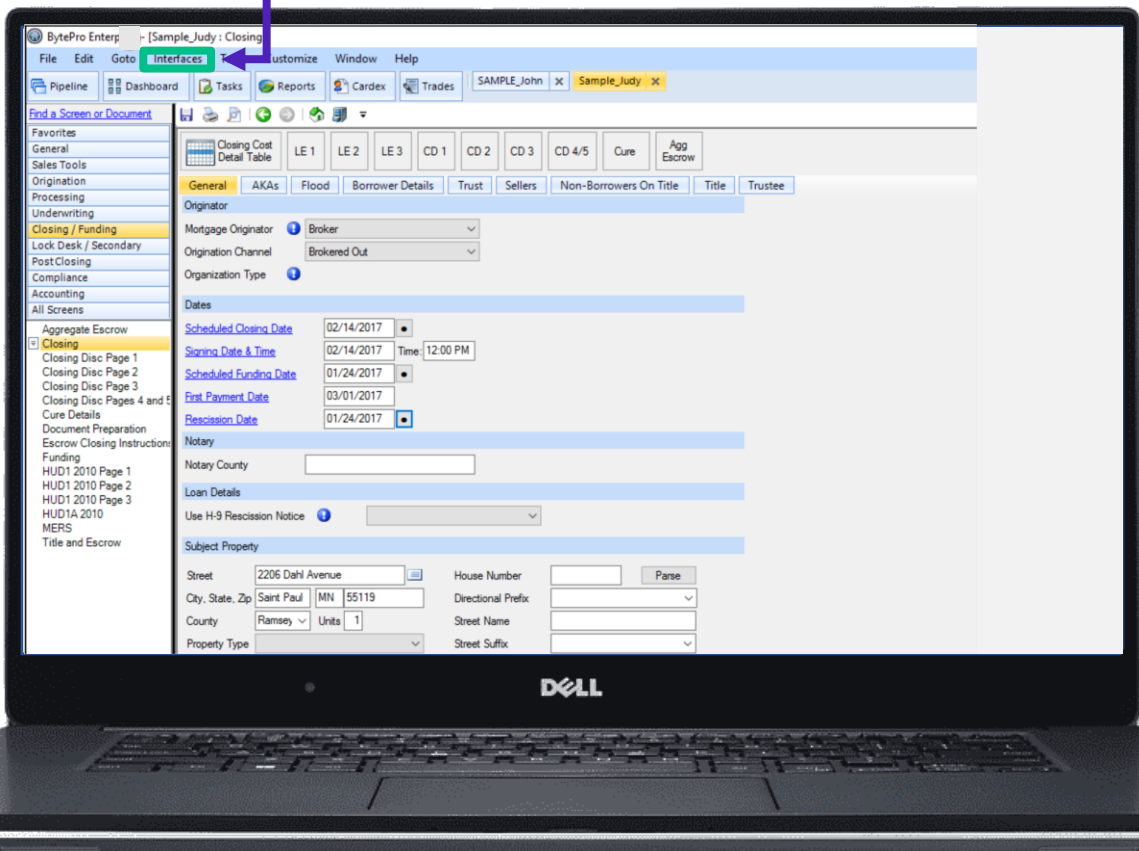 BytePro Enterp - [Sample_Judy : Closing
File Edit Goto Interfaces T ustomize Window Help
Pipeline Dashboard Tasks Reports Cardex Trades SAMPLE_John X Sample_Judy X
Find a Screen or Document
Favorites
General
Sales Tools
Origination
Processing
Underwriting
Closing / Funding
Lock Desk / Secondary
PostClosing
Compliance
Accounting
All Screens
Aggregate Escrow
Closing
Closing Disc Page 1
Closing Disc Page 2
Closing Disc Page 3
Closing Disc Pages 4 and 5
Cure Details
Document Preparation
Escrow Closing Instructions
Funding
HUD1 2010 Page 1
HUD1 2010 Page 2
HUD1 2010 Page 3
HUD1A 2010
MERS
Title and Escrow
Closing Cost
Detail Table
LE 1 LE 2 LE 3 CD 1 CD 2 CD 3 CD 4/5 Cure
Agg
Escrow
General AKAs Flood Borrower Details Trust Sellers Non-Borrowers On Title Title Trustee
Originator
Mortgage Originator Broker
Origination Channel Brokered Out
Organization Type
Dates
Scheduled Closing Date 02/14/2017
Signing Date & Time 02/14/2017 Time: 12:00 PM
Scheduled Funding Date 01/24/2017
First Payment Date 03/01/2017
Rescission Date 01/24/2017
Notary
Notary County
Loan Details
Use H-9 Rescission Notice
Subject Property
Street 2206 Dahl Avenue House Number Parse
City, State, Zip Saint Paul MN 55119 Directional Prefix
County Ramsey Units 1 Street Name
Property Type Street Suffix
DELL